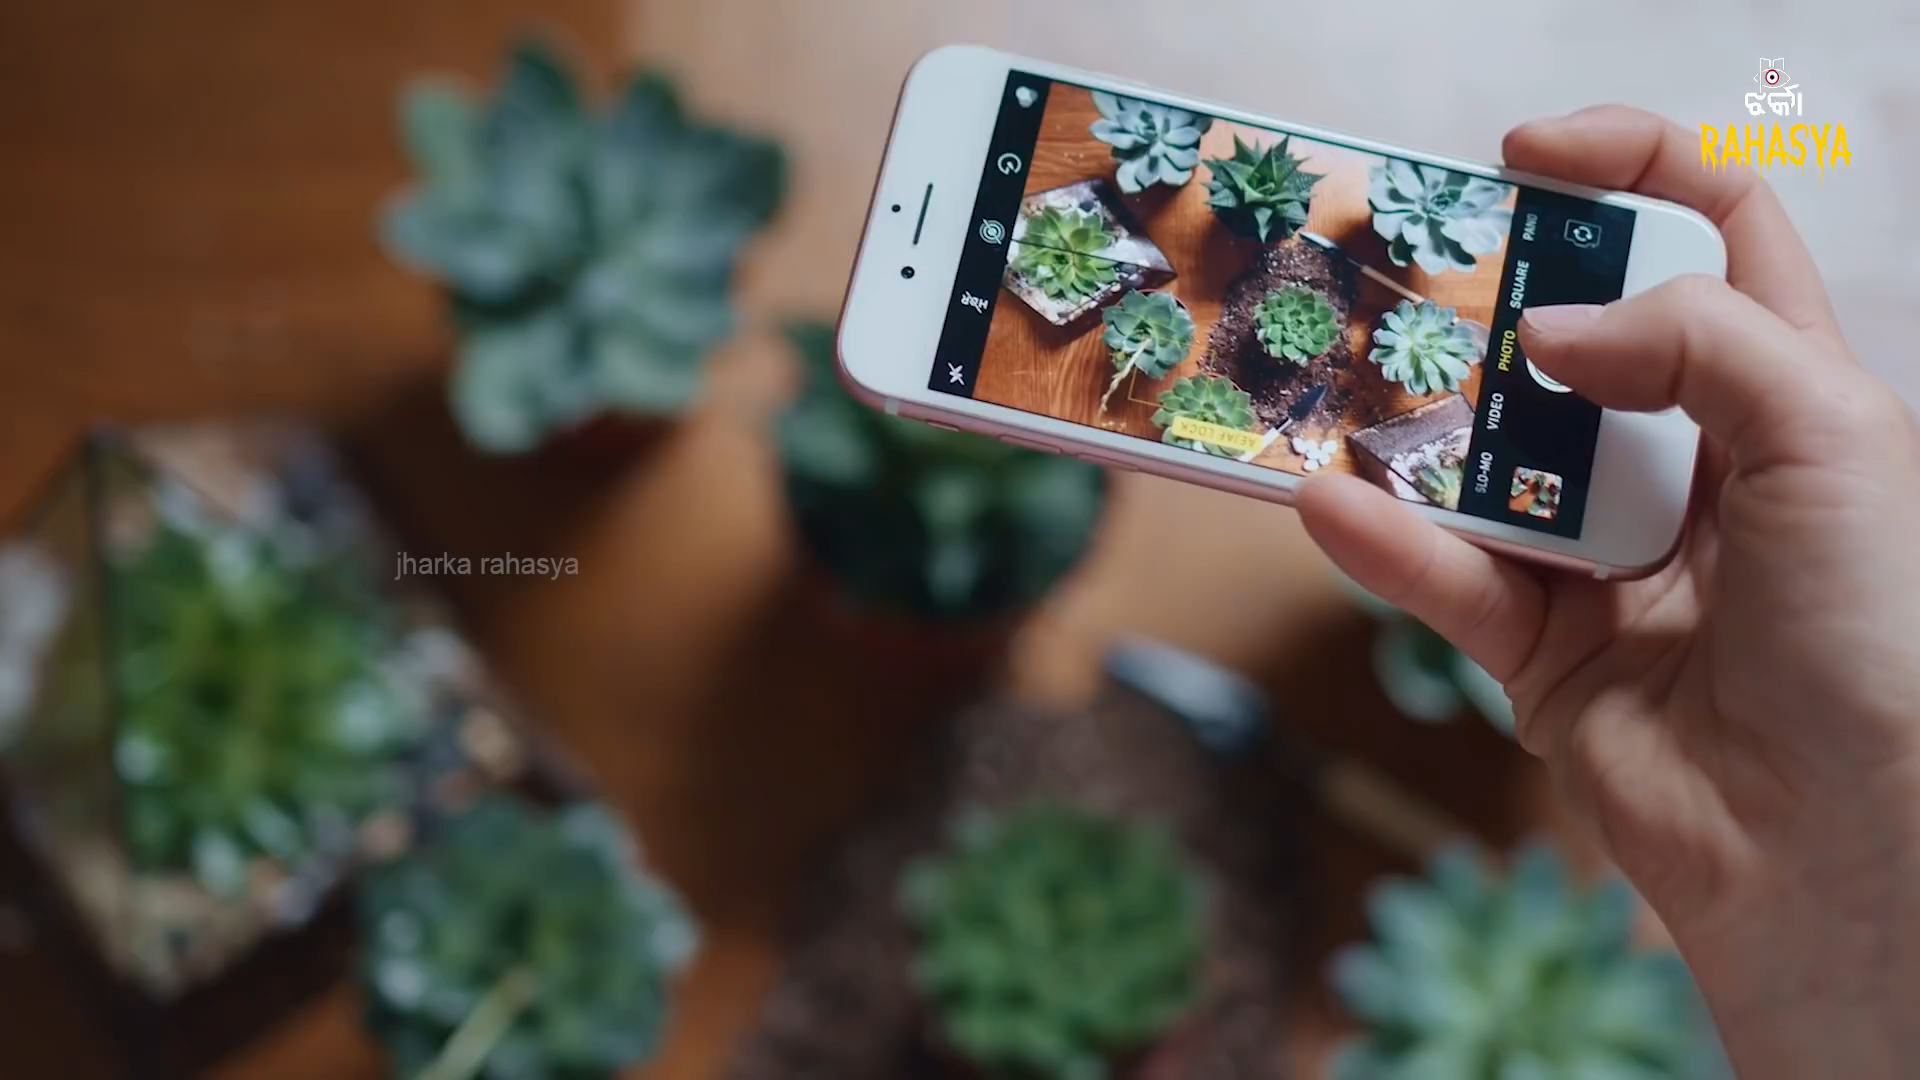 ଝର୍କା
RAHASYA
PANO
SQUARE
PHOTO
VIDEO
SLO-MO
HDR
AE/AF LOCK
jharka rahasya